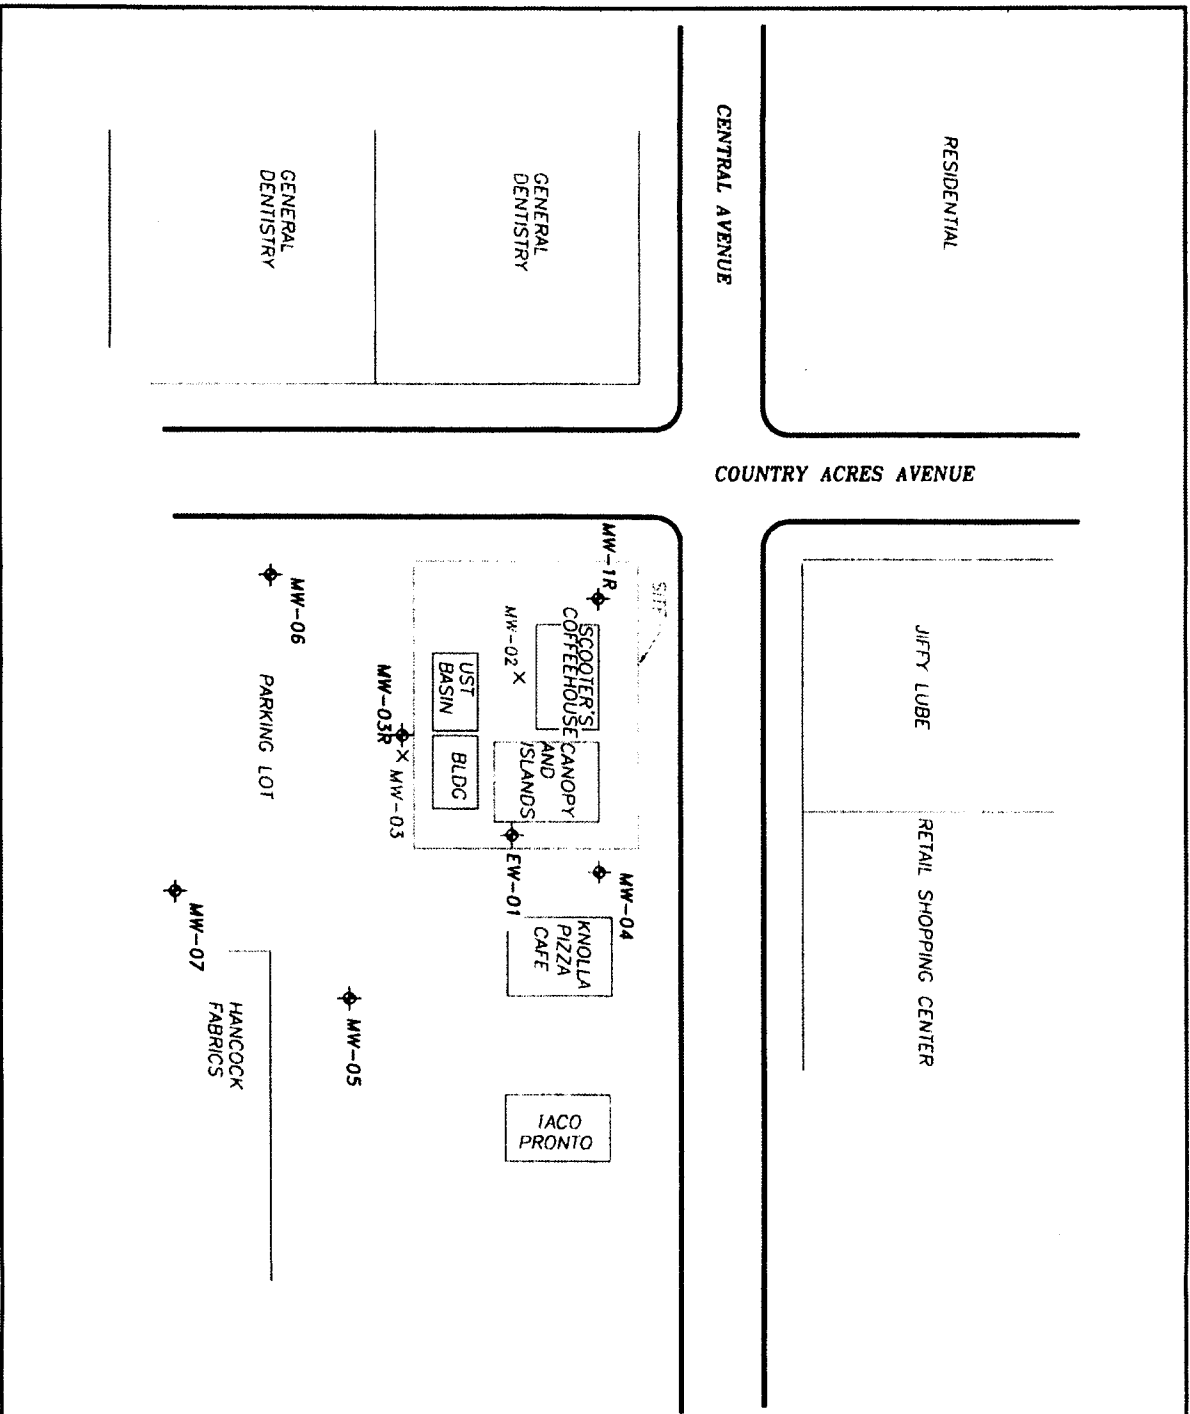 RESIDENTIAL
CENTRAL AVENUE
GENERAL
DENTISTRY
GENERAL
DENTISTRY
COUNTRY ACRES AVENUE
JIFFY LUBE
RETAIL SHOPPING CENTER
SITE
MW-1R
SCOOTER'S
COFFEEHOUSE
MW-02
CANOPY
AND
ISLANDS
UST
BASIN
BLDG
MW-03R
MW-03
MW-06
PARKING LOT
EW-01
MW-04
KNOLLA
PIZZA
CAFE
MW-07
MW-05
HANCOCK
FABRICS
TACO
PRONTO